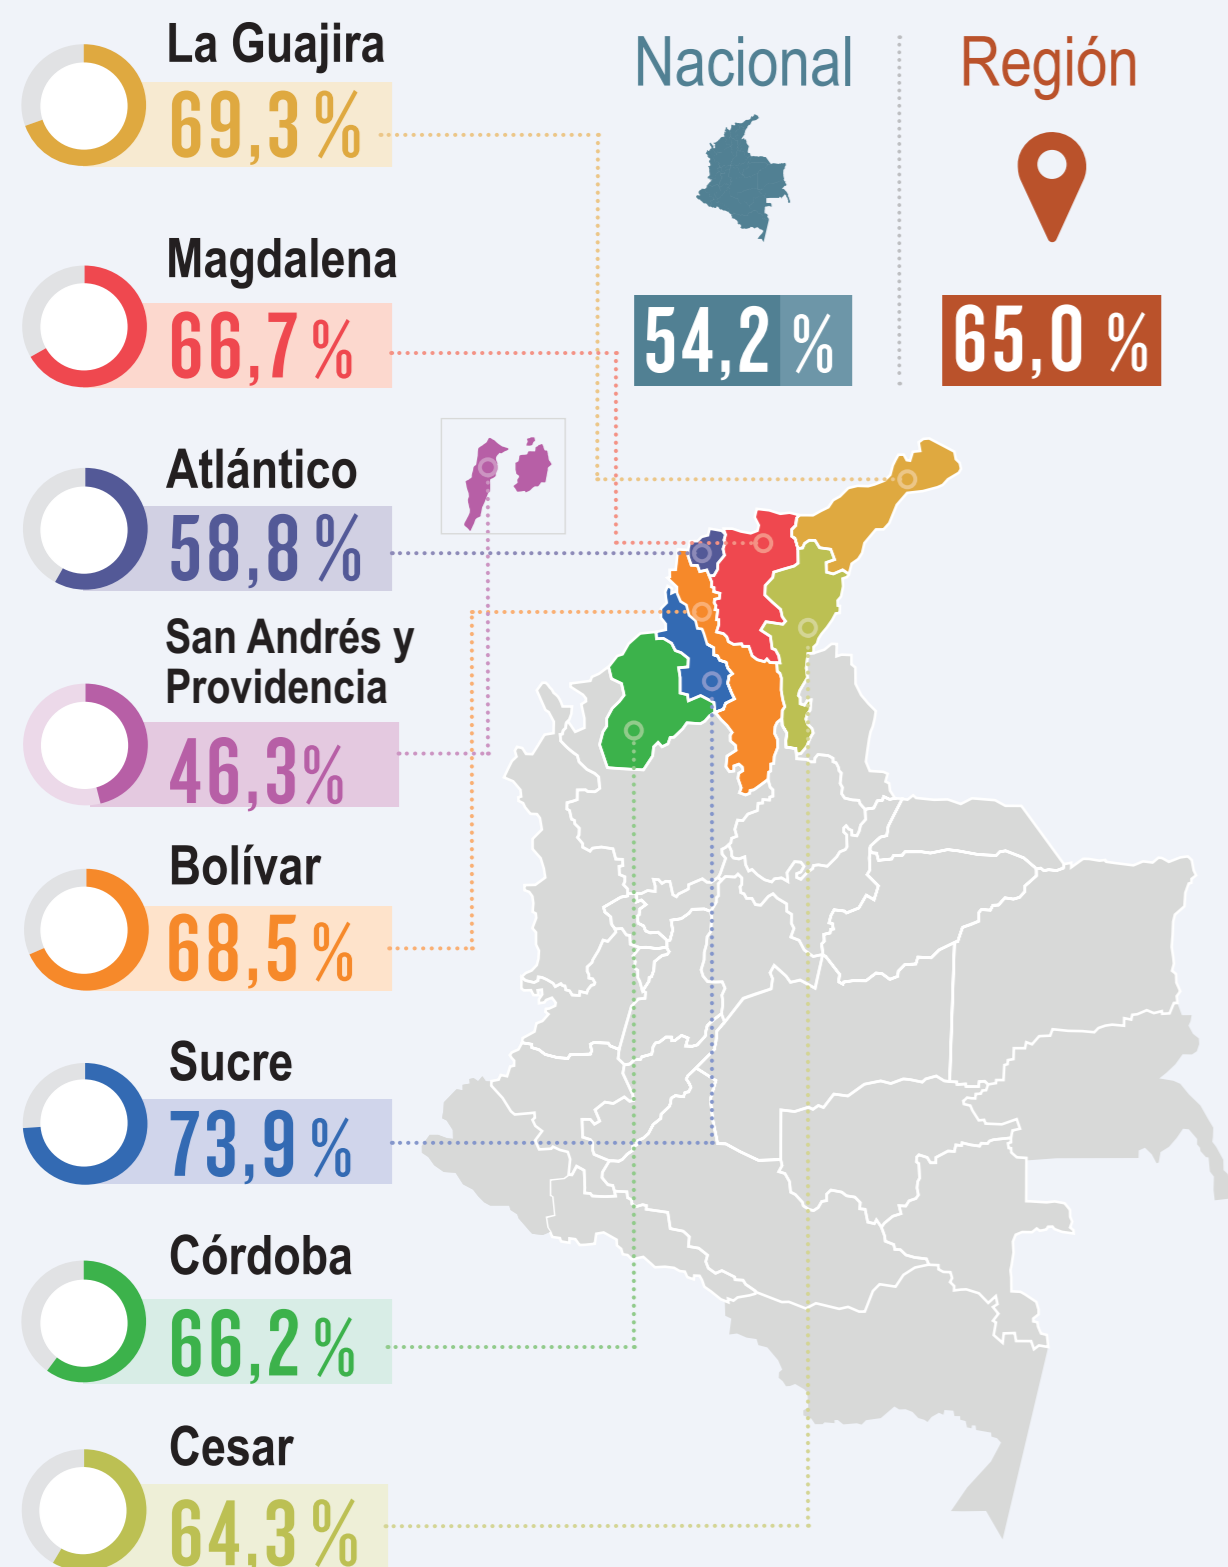 La Guajira
69,3 %
Magdalena
66,7 %
Atlántico
58,8 %
San Andrés y
Providencia
46,3%
Bolívar
68,5 %
Sucre
73,9 %
Córdoba
66,2 %
Cesar
64,3 %
Nacional
54,2 %
Región
65,0 %